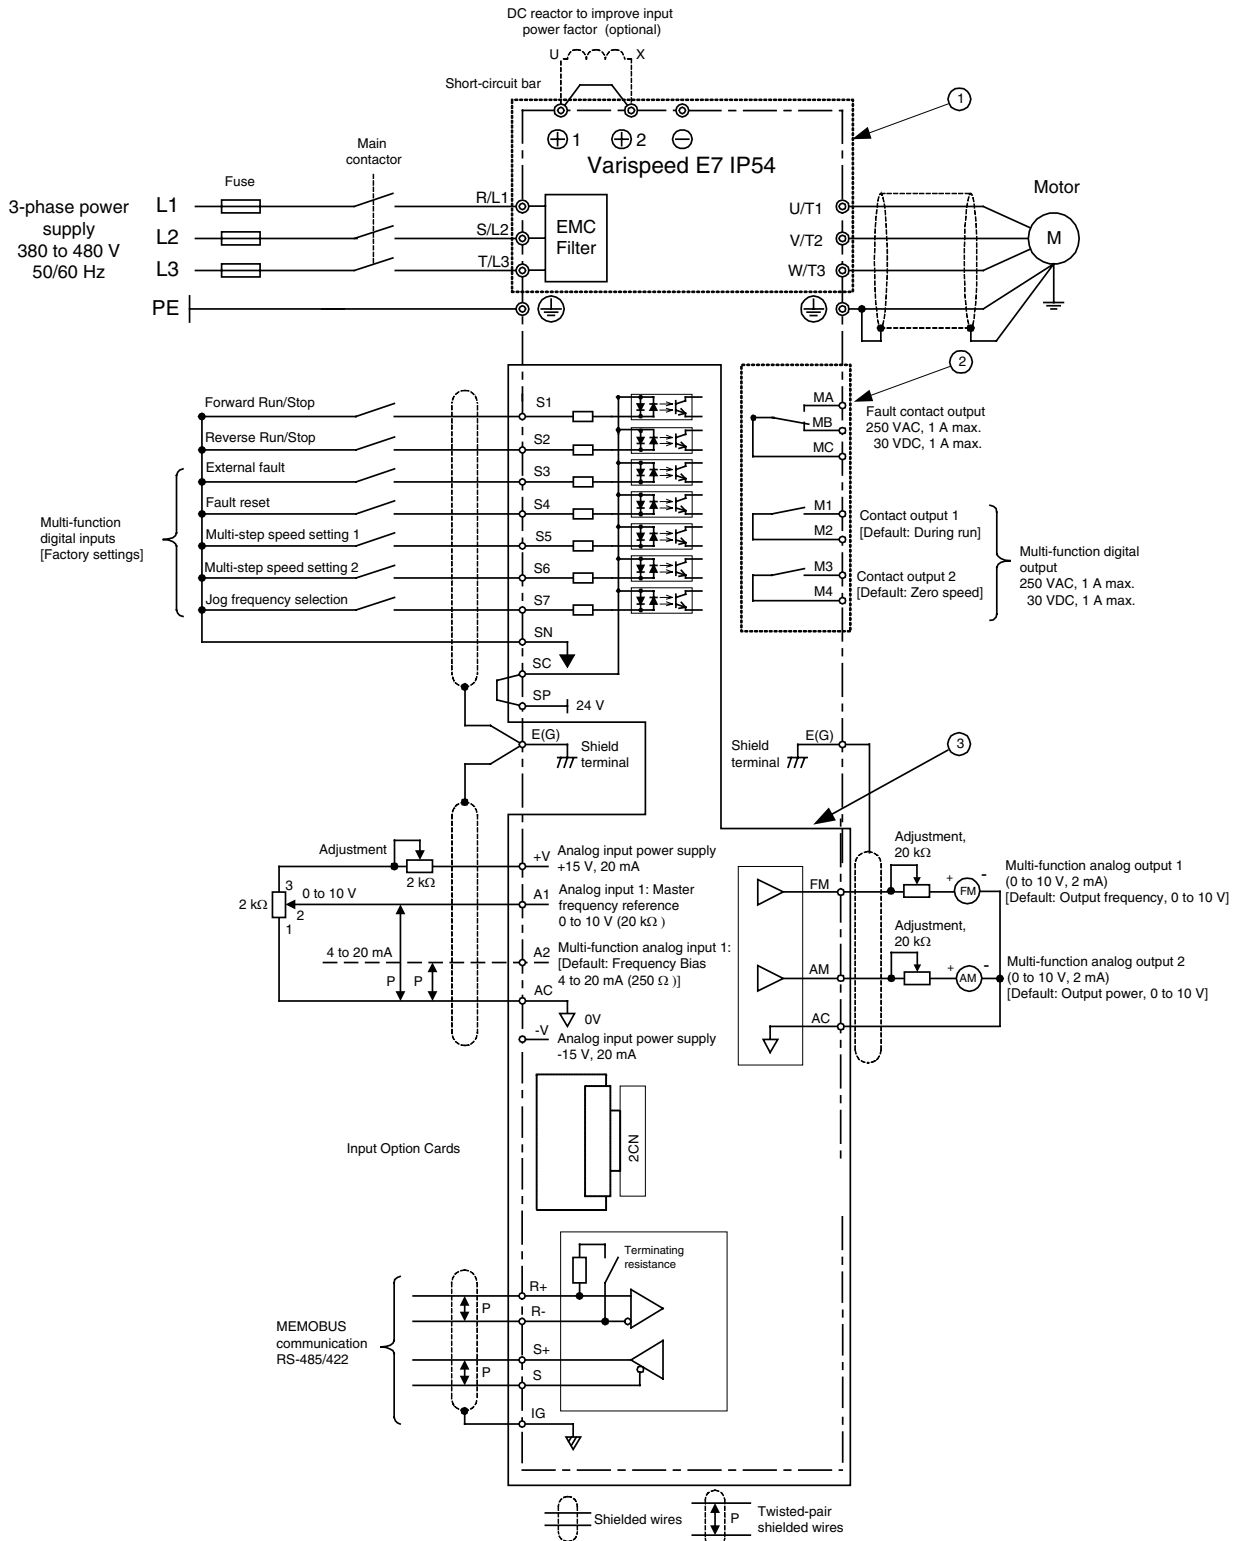 DC reactor to improve input
power factor (optional)
U X
Short-circuit bar
1
+ 1 + 2 −
Varispeed E7 IP54
Main
contactor
Fuse
Motor
3-phase power
supply
380 to 480 V
50/60 Hz
L1
L2
L3
PE
R/L1
S/L2
T/L3
EMC
Filter
U/T1
V/T2
W/T3
M
2
Forward Run/Stop
Reverse Run/Stop
External fault
Fault reset
Multi-step speed setting 1
Multi-step speed setting 2
Jog frequency selection
Multi-function
digital inputs
[Factory settings]
S1
S2
S3
S4
S5
S6
S7
SN
SC
SP
24 V
E(G)
Shield
terminal
MA
MB
MC
Fault contact output
250 VAC, 1 A max.
30 VDC, 1 A max.
M1
M2
Contact output 1
[Default: During run]
M3
M4
Contact output 2
[Default: Zero speed]
Multi-function digital
output
250 VAC, 1 A max.
30 VDC, 1 A max.
Shield
terminal
E(G)
3
Adjustment
2 kΩ
3
2 kΩ
0 to 10 V
2
1
4 to 20 mA
P P
+V
Analog input power supply
+15 V, 20 mA
A1
Analog input 1: Master
frequency reference
0 to 10 V (20 kΩ )
A2
Multi-function analog input 1:
[Default: Frequency Bias
4 to 20 mA (250 Ω )]
AC
0V
-V
Analog input power supply
-15 V, 20 mA
FM
Adjustment,
20 kΩ
+ FM -
Multi-function analog output 1
(0 to 10 V, 2 mA)
[Default: Output frequency, 0 to 10 V]
AM
Adjustment,
20 kΩ
+ AM -
Multi-function analog output 2
(0 to 10 V, 2 mA)
[Default: Output power, 0 to 10 V]
AC
Input Option Cards
2CN
Terminating
resistance
MEMOBUS
communication
RS-485/422
P
P
R+
R-
S+
S
IG
Shielded wires
P
Twisted-pair
shielded wires